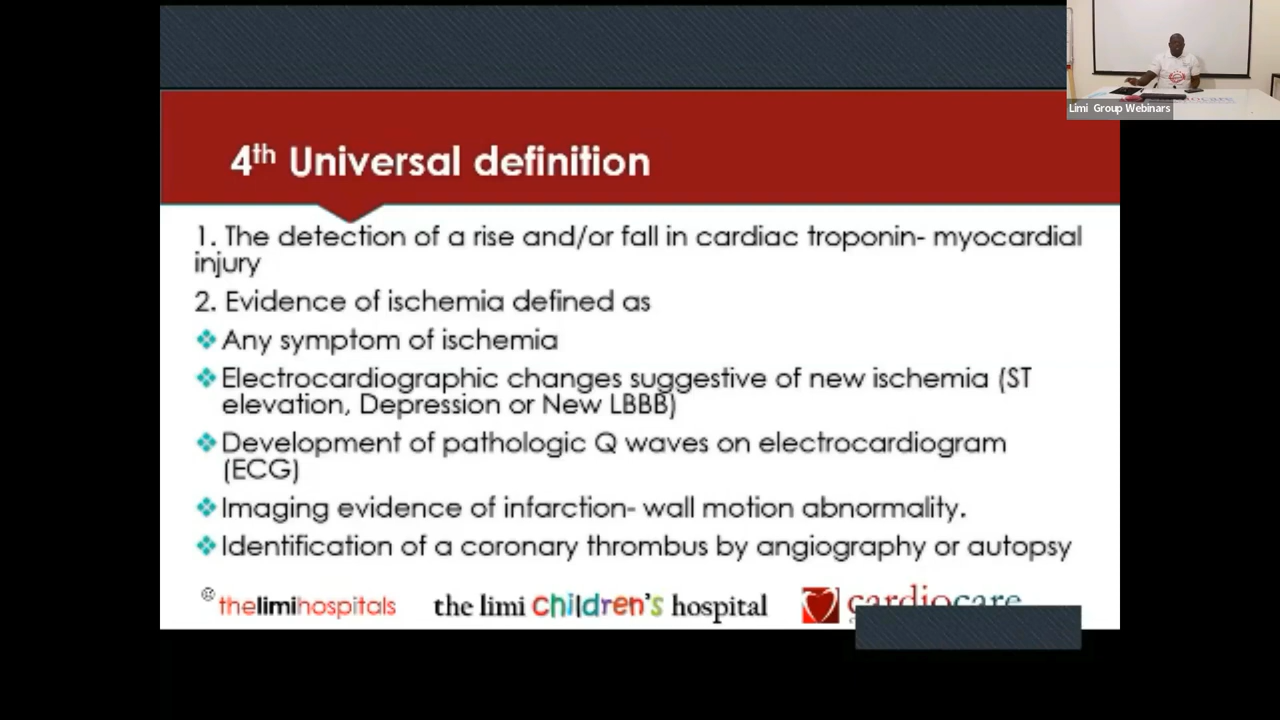 4th Universal definition
1. The detection of a rise and/or fall in cardiac troponin- myocardial
injury
2. Evidence of ischemia defined as
Any symptom of ischemia
Electrocardiographic changes suggestive of new ischemia (ST
elevation, Depression or New LBBB)
Development of pathologic Q waves on electrocardiogram
(ECG)
Imaging evidence of infarction- wall motion abnormality.
Identification of a coronary thrombus by angiography or autopsy
thelimihospitals
the limi children's hospital
cardiocare
Limi Group Webinars